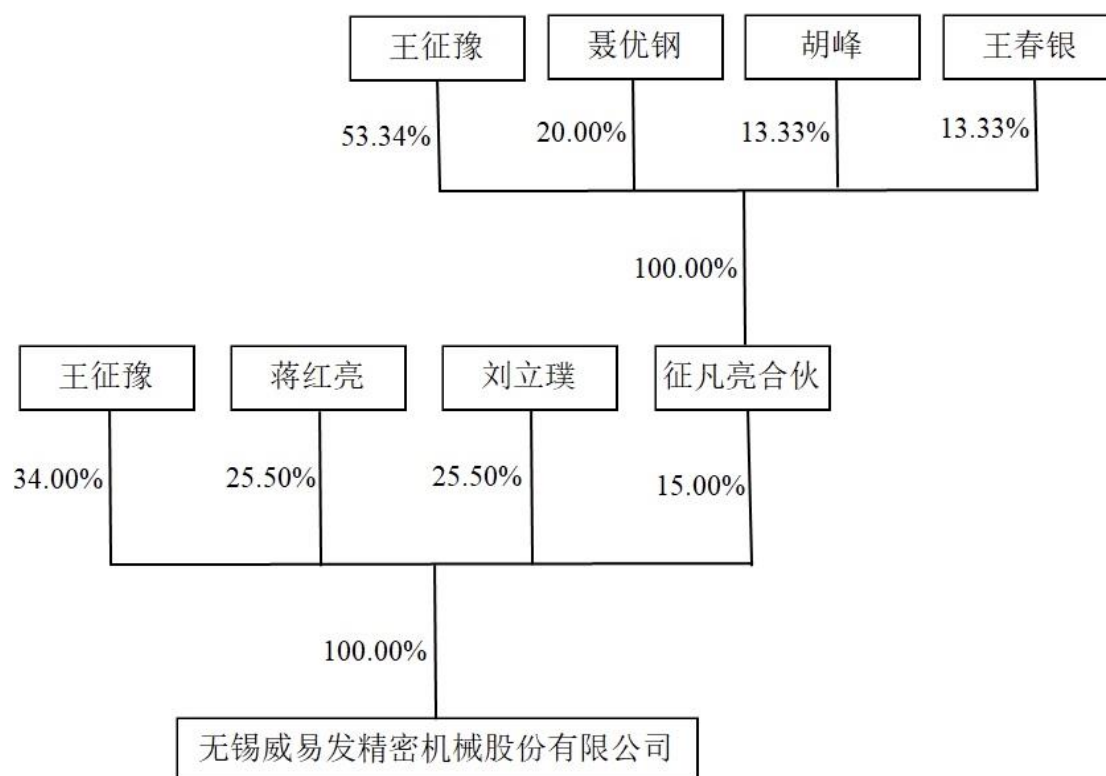 王征豫
聂优钢
胡峰
王春银
53.34%
20.00%
13.33%
13.33%
100.00%
王征豫
蒋红亮
刘立璞
征凡亮合伙
34.00%
25.50%
25.50%
15.00%
100.00%
无锡威易发精密机械股份有限公司